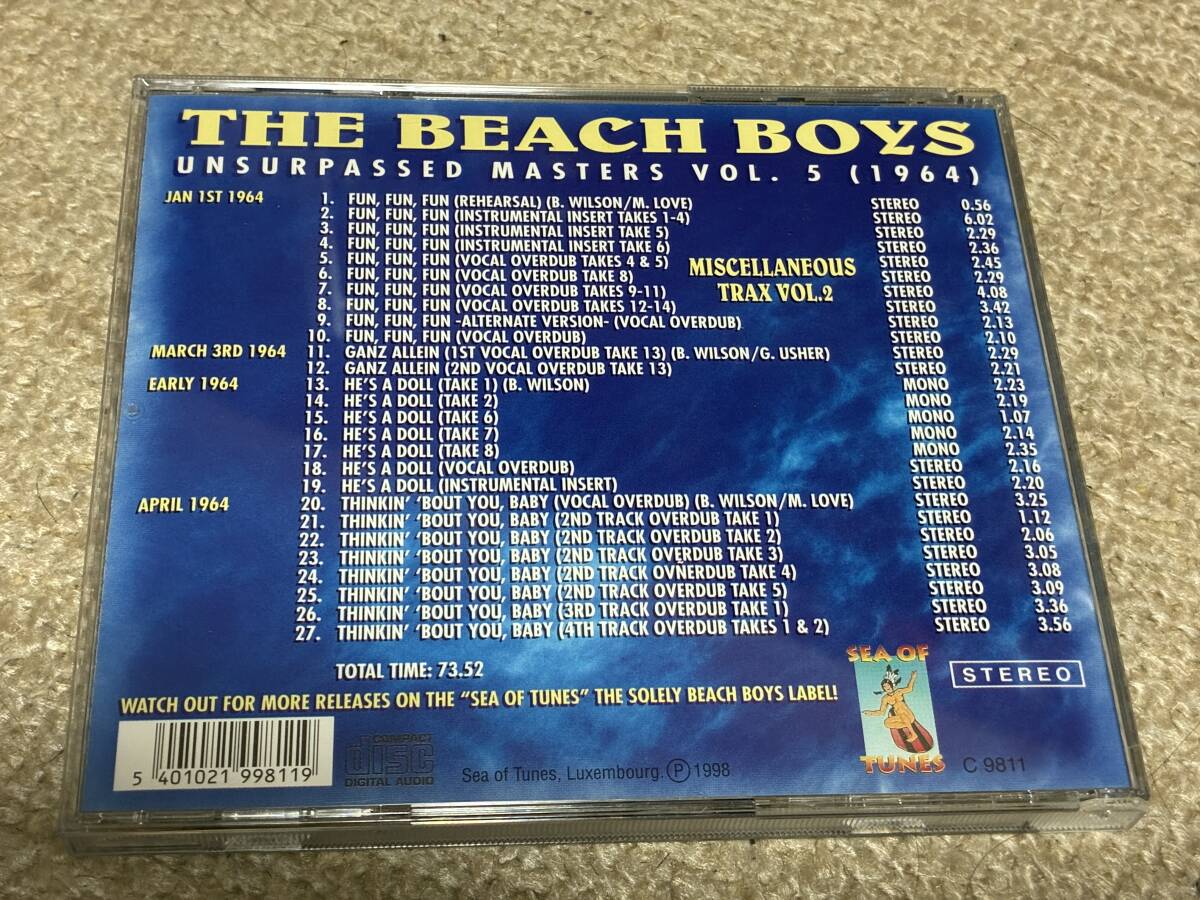 THE BEACH BOYS
UNSURPASSED MASTERS VOL. 5 (1964)
JAN 1ST 1964 1. FUN, FUN, FUN (REHEARSAL) (B. WILSON/M. LOVE) STEREO 0.56
2. FUN, FUN, FUN (INSTRUMENTAL INSERT TAKES 1-4) STEREO 6.02
3. FUN, FUN, FUN (INSTRUMENTAL INSERT TAKE 5) STEREO 2.29
4. FUN, FUN, FUN (INSTRUMENTAL INSERT TAKE 6) STEREO 2.36
5. FUN, FUN, FUN (VOCAL OVERDUB TAKES 4 & 5) STEREO 2.45
6. FUN, FUN, FUN (VOCAL OVERDUB TAKE 8) STEREO 2.29
7. FUN, FUN, FUN (VOCAL OVERDUB TAKES 9-11) STEREO 4.08
8. FUN, FUN, FUN (VOCAL OVERDUB TAKES 12-14) STEREO 3.42
9. FUN, FUN, FUN -ALTERNATE VERSION- (VOCAL OVERDUB) STEREO 2.13
10. FUN, FUN, FUN (VOCAL OVERDUB) STEREO 2.10
MISCELLANEOUS
TRAX VOL.2
MARCH 3RD 1964 11. GANZ ALLEIN (1ST VOCAL OVERDUB TAKE 13) (B. WILSON/G. USHER) STEREO 2.29
12. GANZ ALLEIN (2ND VOCAL OVERDUB TAKE 13) STEREO 2.21
EARLY 1964 13. HE'S A DOLL (TAKE 1) (B. WILSON) MONO 2.23
14. HE'S A DOLL (TAKE 2) MONO 2.19
15. HE'S A DOLL (TAKE 6) MONO 1.07
16. HE'S A DOLL (TAKE 7) MONO 2.14
17. HE'S A DOLL (TAKE 8) MONO 2.35
18. HE'S A DOLL (VOCAL OVERDUB) STEREO 2.16
19. HE'S A DOLL (INSTRUMENTAL INSERT) STEREO 2.20
APRIL 1964 20. THINKIN' 'BOUT YOU, BABY (VOCAL OVERDUB) (B. WILSON/M. LOVE) STEREO 3.25
21. THINKIN' 'BOUT YOU, BABY (2ND TRACK OVERDUB TAKE 1) STEREO 1.12
22. THINKIN' 'BOUT YOU, BABY (2ND TRACK OVERDUB TAKE 2) STEREO 2.06
23. THINKIN' 'BOUT YOU, BABY (2ND TRACK OVERDUB TAKE 3) STEREO 3.05
24. THINKIN' 'BOUT YOU, BABY (2ND TRACK OVNERDUB TAKE 4) STEREO 3.08
25. THINKIN' 'BOUT YOU, BABY (2ND TRACK OVERDUB TAKE 5) STEREO 3.09
26. THINKIN' 'BOUT YOU, BABY (3RD TRACK OVERDUB TAKE 1) STEREO 3.36
27. THINKIN' 'BOUT YOU, BABY (4TH TRACK OVERDUB TAKES 1 & 2) STEREO 3.56
TOTAL TIME: 73.52
WATCH OUT FOR MORE RELEASES ON THE "SEA OF TUNES" THE SOLELY BEACH BOYS LABEL!
SEA OF
TUNES
STEREO
5 401021 998119
COMPACT
disc
DIGITAL AUDIO
Sea of Tunes, Luxembourg. Ⓟ 1998
C 9811